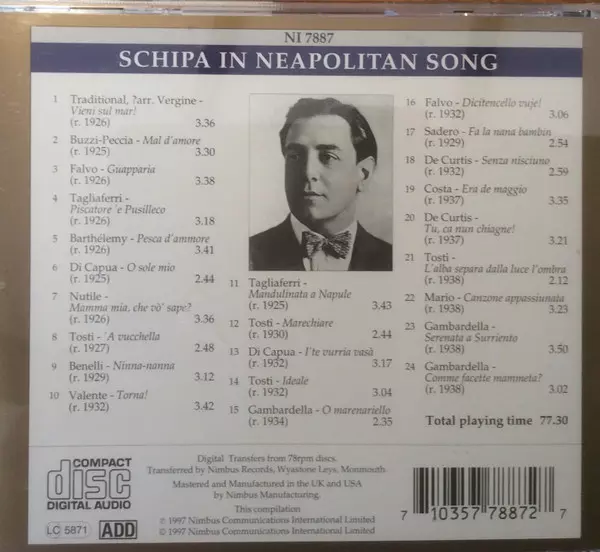 NI 7887
SCHIPA IN NEAPOLITAN SONG
1 Traditional, ?arr. Vergine -
Vieni sul mar!
(r. 1926) 3.36
2 Buzzi-Peccia - Mal d'amore
(r. 1925) 3.30
3 Falvo - Guapparia
(r. 1926) 3.38
4 Tagliaferri -
Piscatore 'e Pusilleco
(r. 1926) 3.18
5 Barthélemy - Pesca d'ammore
(r. 1926) 3.41
6 Di Capua - O sole mio
(r. 1925) 2.44
7 Nutile -
Mamma mia, che vò' sape?
(r. 1926) 3.36
8 Tosti - 'A vucchella
(r. 1927) 2.48
9 Benelli - Ninna-nanna
(r. 1929) 3.12
10 Valente - Torna!
(r. 1932) 3.42
11 Tagliaferri -
Mandulinata a Napule
(r. 1925) 3.43
12 Tosti - Marechiare
(r. 1930) 2.44
13 Di Capua - I'te vurria vasà
(r. 1932) 3.17
14 Tosti - Ideale
(r. 1932) 3.04
15 Gambardella - O marenariello
(r. 1934) 2.35
16 Falvo - Dicitencello vuje!
(r. 1932) 3.06
17 Sadero - Fa la nana bambin
(r. 1929) 2.54
18 De Curtis - Senza nisciuno
(r. 1932) 2.59
19 Costa - Era de maggio
(r. 1937) 3.35
20 De Curtis -
Tu, ca nun chiagne!
(r. 1937) 3.21
21 Tosti -
L'alba separa dalla luce l'ombra
(r. 1938) 2.12
22 Mario - Canzone appassiunata
(r. 1938) 3.23
23 Gambardella -
Serenata a Surriento
(r. 1938) 3.50
24 Gambardella -
Comme facette mammeta?
(r. 1938) 3.02
Total playing time 77.30
COMPACT
disc
DIGITAL AUDIO
LC 5871
ADD
Digital Transfers from 78rpm discs.
Transferred by Nimbus Records, Wyastone Leys, Monmouth.
Mastered and Manufactured in the UK and USA
by Nimbus Manufacturing.
This compilation
℗ 1997 Nimbus Communications International Limited
© 1997 Nimbus Communications International Limited
7 10357 78872 7